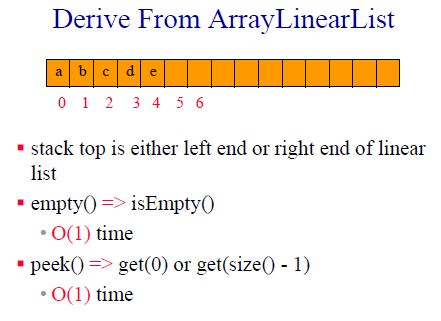 Derive From ArrayLinearList
a b c d e
0 1 2 3 4 5 6
▪ stack top is either left end or right end of linear
list
▪ empty() => isEmpty()
• O(1) time
▪ peek() => get(0) or get(size() - 1)
• O(1) time